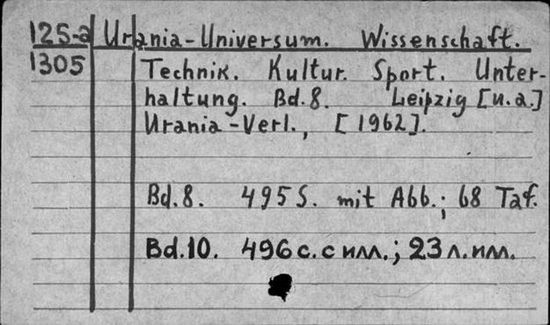 125-a Urania-Universum. Wissenschaft.
1305 Technik. Kultur. Sport. Unter-
haltung. Bd.8. Leipzig [u.a.]
Urania-Verl., [1962].
Bd.8. 495 S. mit Abb.; 68 Taf.
Bd.10. 496 с. с илл.; 23 л. илл.